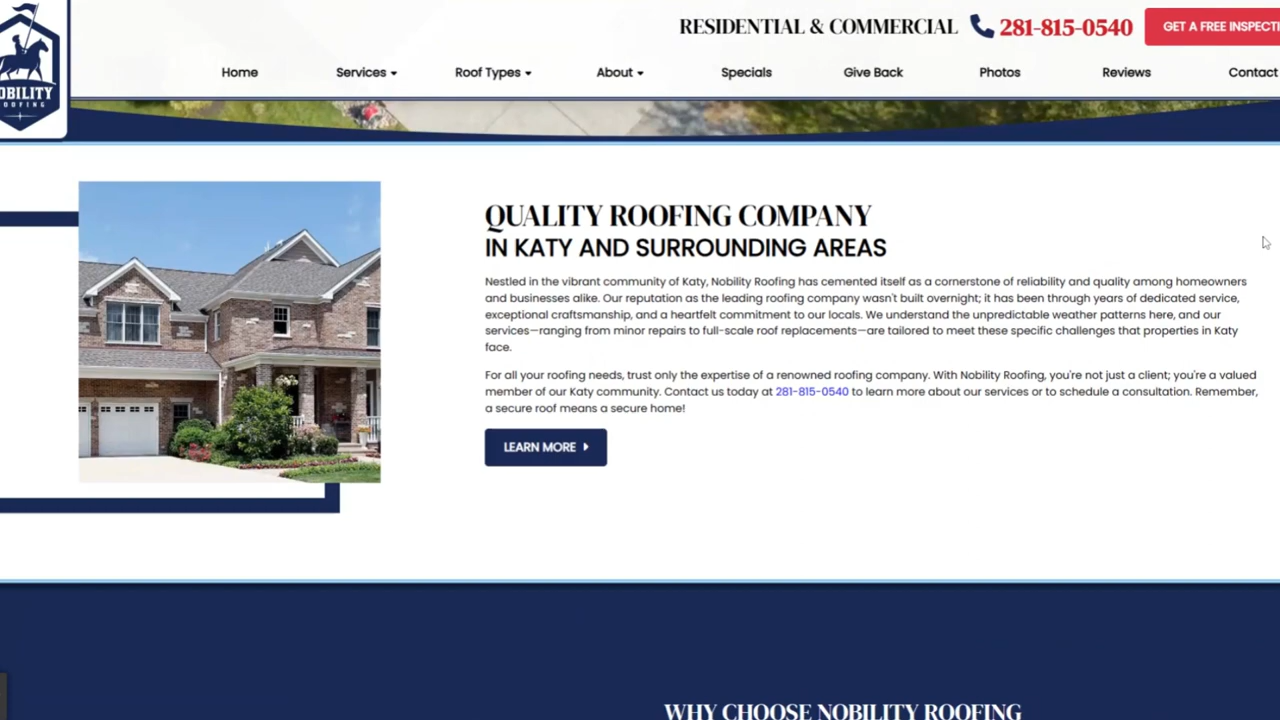 RESIDENTIAL & COMMERCIAL 281-815-0540 GET A FREE INSPECTI
OBILITY
OOFING
Home Services Roof Types About Specials Give Back Photos Reviews Contact
QUALITY ROOFING COMPANY
IN KATY AND SURROUNDING AREAS
Nestled in the vibrant community of Katy, Nobility Roofing has cemented itself as a cornerstone of reliability and quality among homeowners
and businesses alike. Our reputation as the leading roofing company wasn't built overnight; it has been through years of dedicated service,
exceptional craftsmanship, and a heartfelt commitment to our locals. We understand the unpredictable weather patterns here, and our
services—ranging from minor repairs to full-scale roof replacements—are tailored to meet these specific challenges that properties in Katy
face.
For all your roofing needs, trust only the expertise of a renowned roofing company. With Nobility Roofing, you're not just a client; you're a valued
member of our Katy community. Contact us today at 281-815-0540 to learn more about our services or to schedule a consultation. Remember,
a secure roof means a secure home!
LEARN MORE
WHY CHOOSE NOBILITY ROOFING